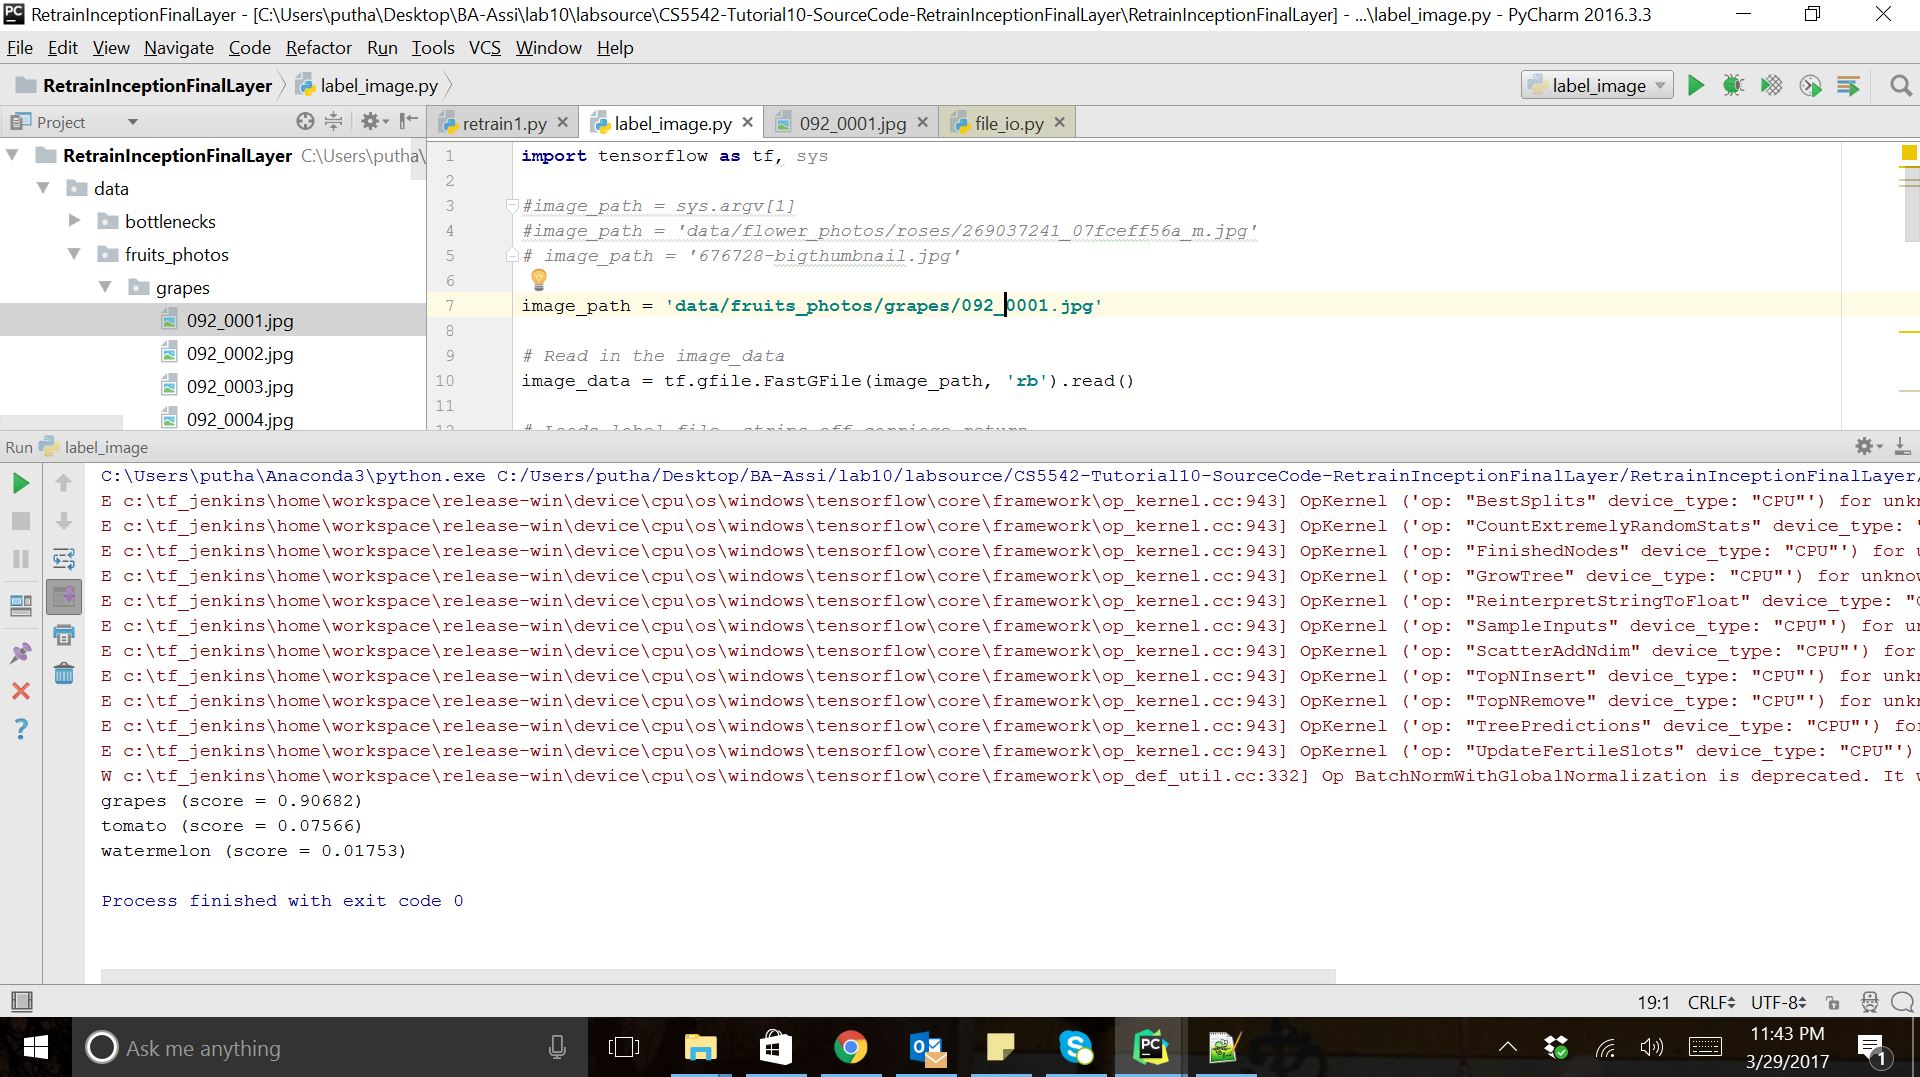 PC RetrainInceptionFinalLayer - [C:\Users\putha\Desktop\BA-Assi\lab10\labsource\CS5542-Tutorial10-SourceCode-RetrainInceptionFinalLayer\RetrainInceptionFinalLayer] - ...\label_image.py - PyCharm 2016.3.3
File Edit View Navigate Code Refactor Run Tools VCS Window Help
RetrainInceptionFinalLayer label_image.py label_image
Project retrain1.py label_image.py 092_0001.jpg file_io.py
RetrainInceptionFinalLayer C:\Users\putha\
data
bottlenecks
fruits_photos
grapes
092_0001.jpg
092_0002.jpg
092_0003.jpg
092_0004.jpg
1 import tensorflow as tf, sys
2
3 #image_path = sys.argv[1]
4 #image_path = 'data/flower_photos/roses/269037241_07fceff56a_m.jpg'
5 # image_path = '676728-bigthumbnail.jpg'
6
7 image_path = 'data/fruits_photos/grapes/092_0001.jpg'
8
9 # Read in the image_data
10 image_data = tf.gfile.FastGFile(image_path, 'rb').read()
11
12 # Loads label file, strips off carriage return
Run label_image
C:\Users\putha\Anaconda3\python.exe C:/Users/putha/Desktop/BA-Assi/lab10/labsource/CS5542-Tutorial10-SourceCode-RetrainInceptionFinalLayer/RetrainInceptionFinalLayer/
E c:\tf_jenkins\home\workspace\release-win\device\cpu\os\windows\tensorflow\core\framework\op_kernel.cc:943] OpKernel ('op: "BestSplits" device_type: "CPU"') for unkn
E c:\tf_jenkins\home\workspace\release-win\device\cpu\os\windows\tensorflow\core\framework\op_kernel.cc:943] OpKernel ('op: "CountExtremelyRandomStats" device_type: "
E c:\tf_jenkins\home\workspace\release-win\device\cpu\os\windows\tensorflow\core\framework\op_kernel.cc:943] OpKernel ('op: "FinishedNodes" device_type: "CPU"') for u
E c:\tf_jenkins\home\workspace\release-win\device\cpu\os\windows\tensorflow\core\framework\op_kernel.cc:943] OpKernel ('op: "GrowTree" device_type: "CPU"') for unknow
E c:\tf_jenkins\home\workspace\release-win\device\cpu\os\windows\tensorflow\core\framework\op_kernel.cc:943] OpKernel ('op: "ReinterpretStringToFloat" device_type: "C
E c:\tf_jenkins\home\workspace\release-win\device\cpu\os\windows\tensorflow\core\framework\op_kernel.cc:943] OpKernel ('op: "SampleInputs" device_type: "CPU"') for un
E c:\tf_jenkins\home\workspace\release-win\device\cpu\os\windows\tensorflow\core\framework\op_kernel.cc:943] OpKernel ('op: "ScatterAddNdim" device_type: "CPU"') for
E c:\tf_jenkins\home\workspace\release-win\device\cpu\os\windows\tensorflow\core\framework\op_kernel.cc:943] OpKernel ('op: "TopNInsert" device_type: "CPU"') for unkn
E c:\tf_jenkins\home\workspace\release-win\device\cpu\os\windows\tensorflow\core\framework\op_kernel.cc:943] OpKernel ('op: "TopNRemove" device_type: "CPU"') for unkn
E c:\tf_jenkins\home\workspace\release-win\device\cpu\os\windows\tensorflow\core\framework\op_kernel.cc:943] OpKernel ('op: "TreePredictions" device_type: "CPU"') fo
E c:\tf_jenkins\home\workspace\release-win\device\cpu\os\windows\tensorflow\core\framework\op_kernel.cc:943] OpKernel ('op: "UpdateFertileSlots" device_type: "CPU"')
W c:\tf_jenkins\home\workspace\release-win\device\cpu\os\windows\tensorflow\core\framework\op_def_util.cc:332] Op BatchNormWithGlobalNormalization is deprecated. It w
grapes (score = 0.90682)
tomato (score = 0.07566)
watermelon (score = 0.01753)
Process finished with exit code 0
19:1 CRLF UTF-8
Ask me anything
PC
11:43 PM
3/29/2017
1